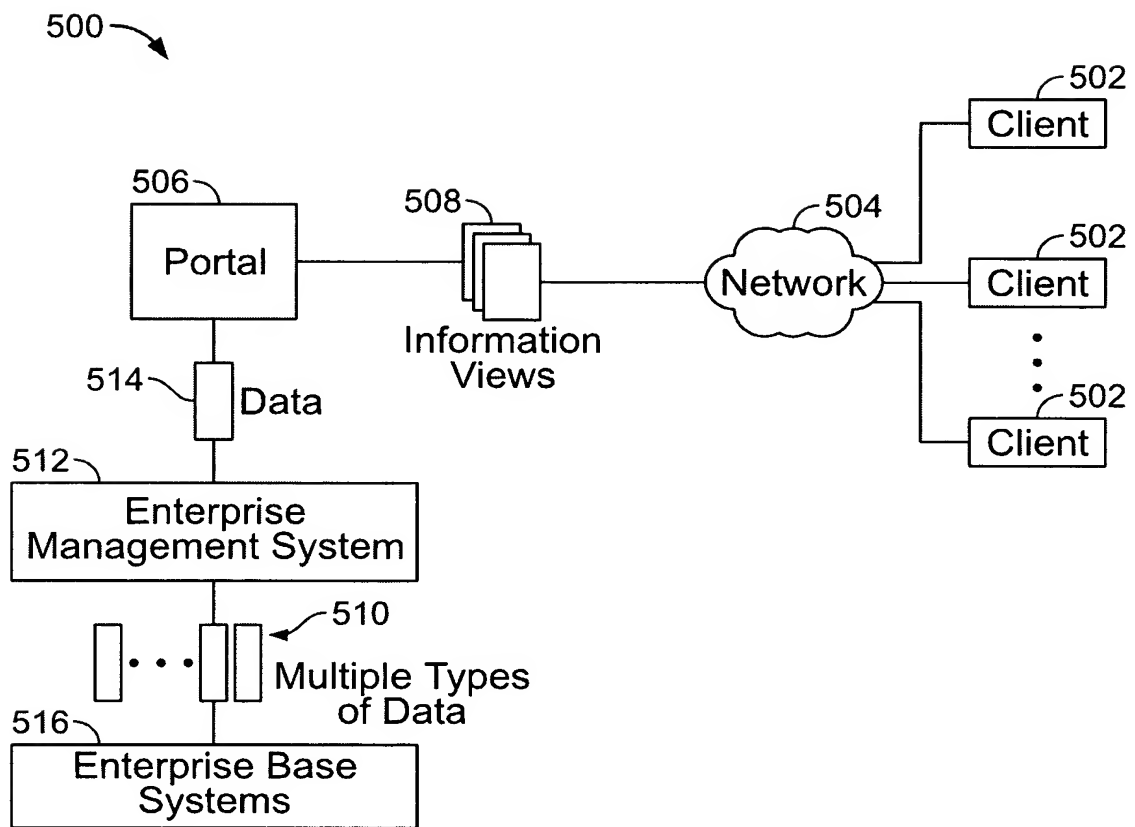 500
502
Client
506
508
504
502
Portal
Network
Client
Information
Views
514
Data
502
Client
512
Enterprise
Management System
510
Multiple Types
of Data
516
Enterprise Base
Systems